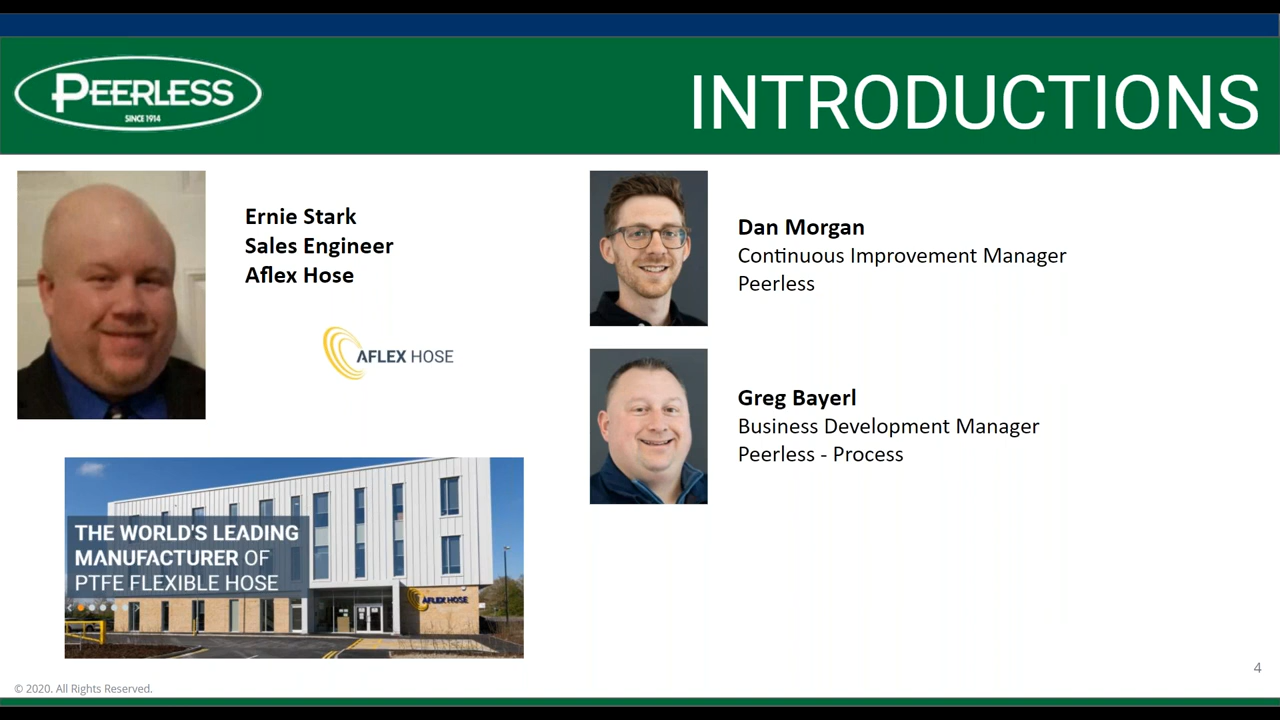 PEERLESS
SINCE 1914
INTRODUCTIONS
Ernie Stark
Sales Engineer
Aflex Hose
AFLEX HOSE
THE WORLD'S LEADING
MANUFACTURER OF
PTFE FLEXIBLE HOSE
AFLEX HOSE
Dan Morgan
Continuous Improvement Manager
Peerless
Greg Bayerl
Business Development Manager
Peerless - Process
4
© 2020. All Rights Reserved.